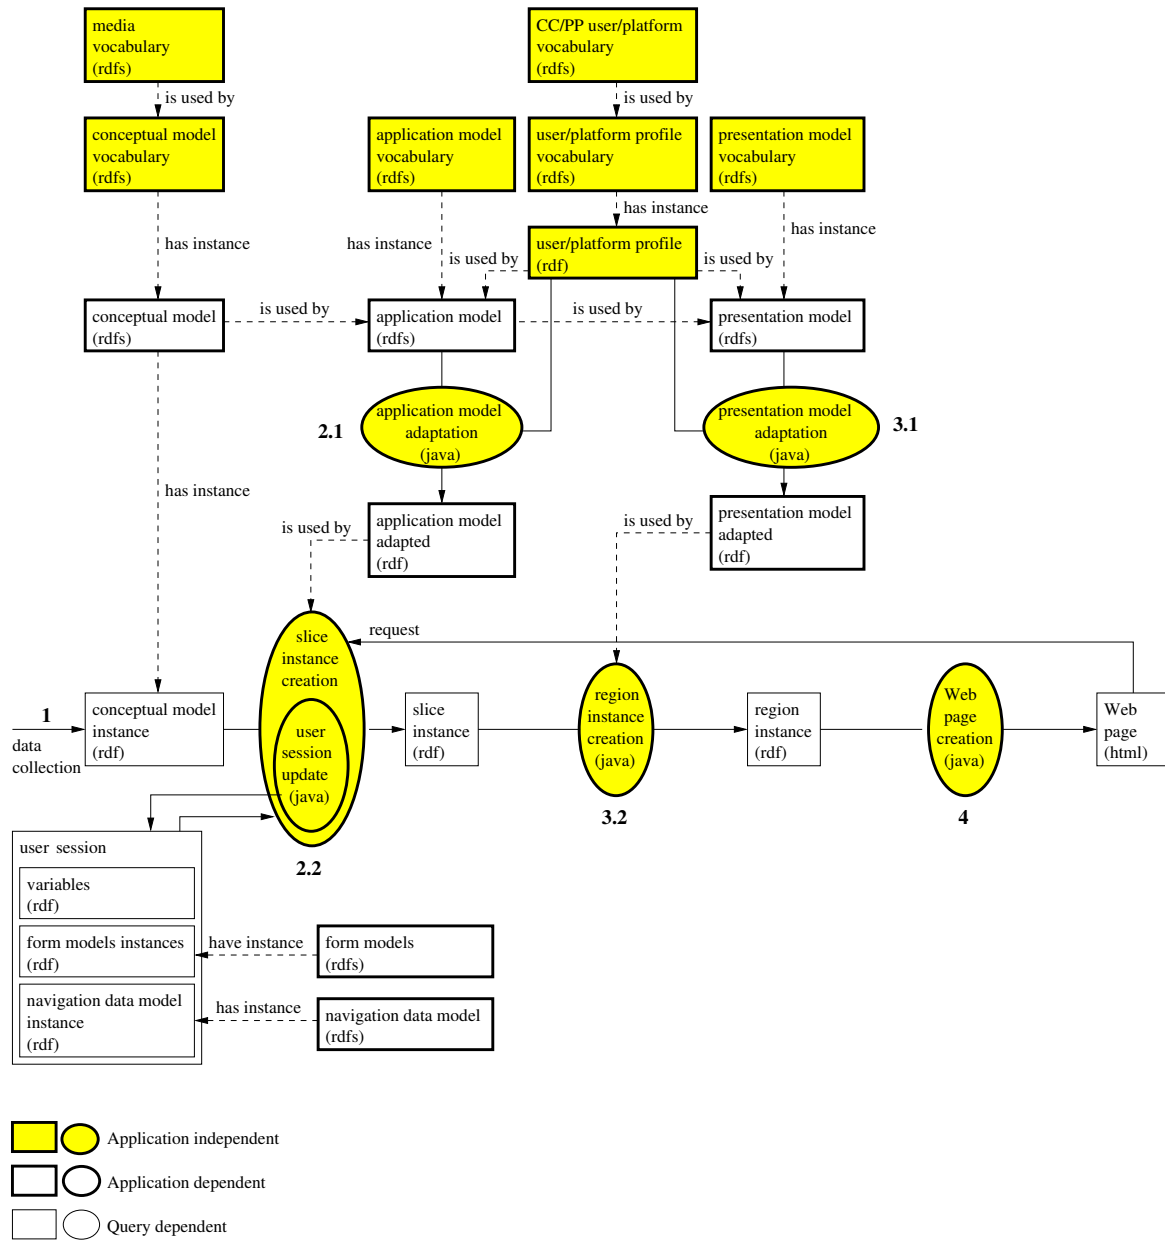 media
vocabulary
(rdfs)
CC/PP user/platform
vocabulary
(rdfs)
is used by
is used by
conceptual model
vocabulary
(rdfs)
application model
vocabulary
(rdfs)
user/platform profile
vocabulary
(rdfs)
presentation model
vocabulary
(rdfs)
has instance
has instance
has instance
has instance
user/platform profile
(rdf)
is used by
is used by
conceptual model
(rdfs)
is used by
application model
(rdfs)
is used by
presentation model
(rdfs)
2.1
application model
adaptation
(java)
presentation model
adaptation
(java)
3.1
has instance
is used by
application model
adapted
(rdf)
is used by
presentation model
adapted
(rdf)
request
slice
instance
creation
1
data
collection
conceptual model
instance
(rdf)
user
session
update
(java)
slice
instance
(rdf)
region
instance
creation
(java)
region
instance
(rdf)
Web
page
creation
(java)
Web
page
(html)
2.2
3.2
4
user session
variables
(rdf)
form models instances
(rdf)
have instance
form models
(rdfs)
navigation data model
instance
(rdf)
has instance
navigation data model
(rdfs)
Application independent
Application dependent
Query dependent